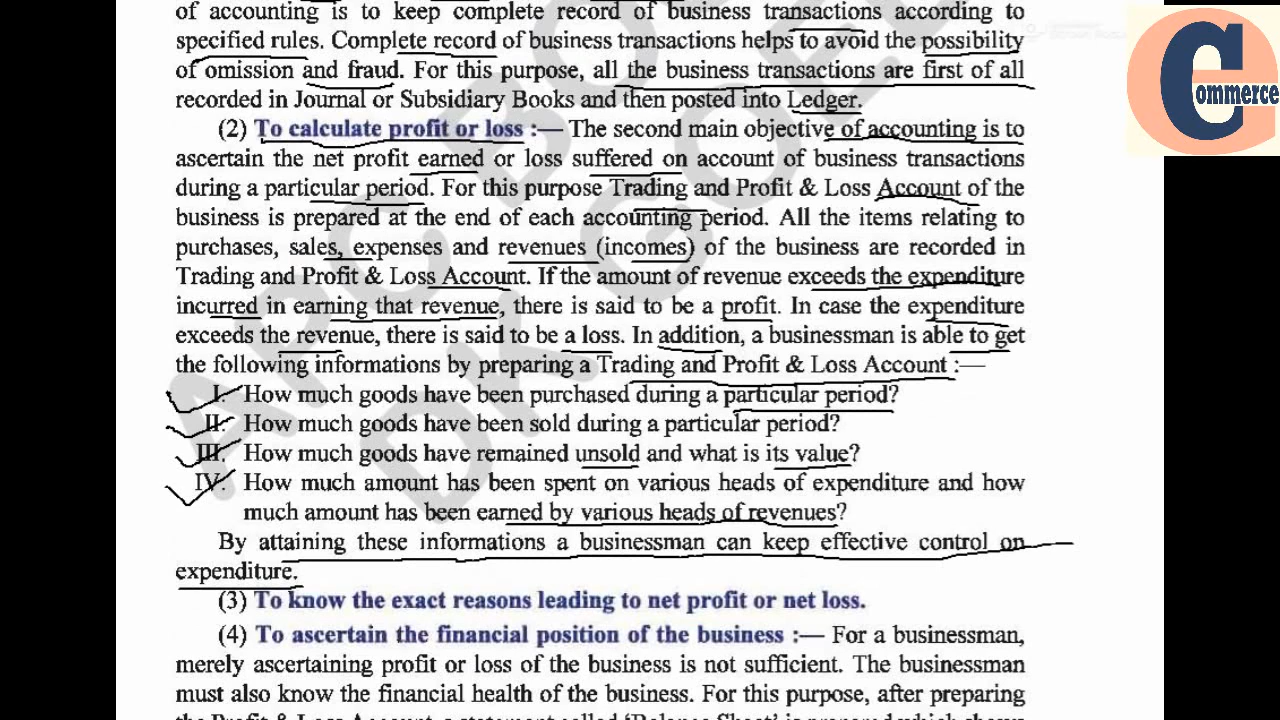 of accounting is to keep complete record of business transactions according to
specified rules. Complete record of business transactions helps to avoid the possibility
of omission and fraud. For this purpose, all the business transactions are first of all
recorded in Journal or Subsidiary Books and then posted into Ledger.
(2) To calculate profit or loss :— The second main objective of accounting is to
ascertain the net profit earned or loss suffered on account of business transactions
during a particular period. For this purpose Trading and Profit & Loss Account of the
business is prepared at the end of each accounting period. All the items relating to
purchases, sales, expenses and revenues (incomes) of the business are recorded in
Trading and Profit & Loss Account. If the amount of revenue exceeds the expenditure
incurred in earning that revenue, there is said to be a profit. In case the expenditure
exceeds the revenue, there is said to be a loss. In addition, a businessman is able to get
the following informations by preparing a Trading and Profit & Loss Account :—
I. How much goods have been purchased during a particular period?
II. How much goods have been sold during a particular period?
III. How much goods have remained unsold and what is its value?
IV. How much amount has been spent on various heads of expenditure and how
much amount has been earned by various heads of revenues?
By attaining these informations a businessman can keep effective control on
expenditure.
(3) To know the exact reasons leading to net profit or net loss.
(4) To ascertain the financial position of the business :— For a businessman,
merely ascertaining profit or loss of the business is not sufficient. The businessman
must also know the financial health of the business. For this purpose, after preparing
the Profit & Loss Account, a statement called 'Balance Sheet' is prepared which shows
Commerce